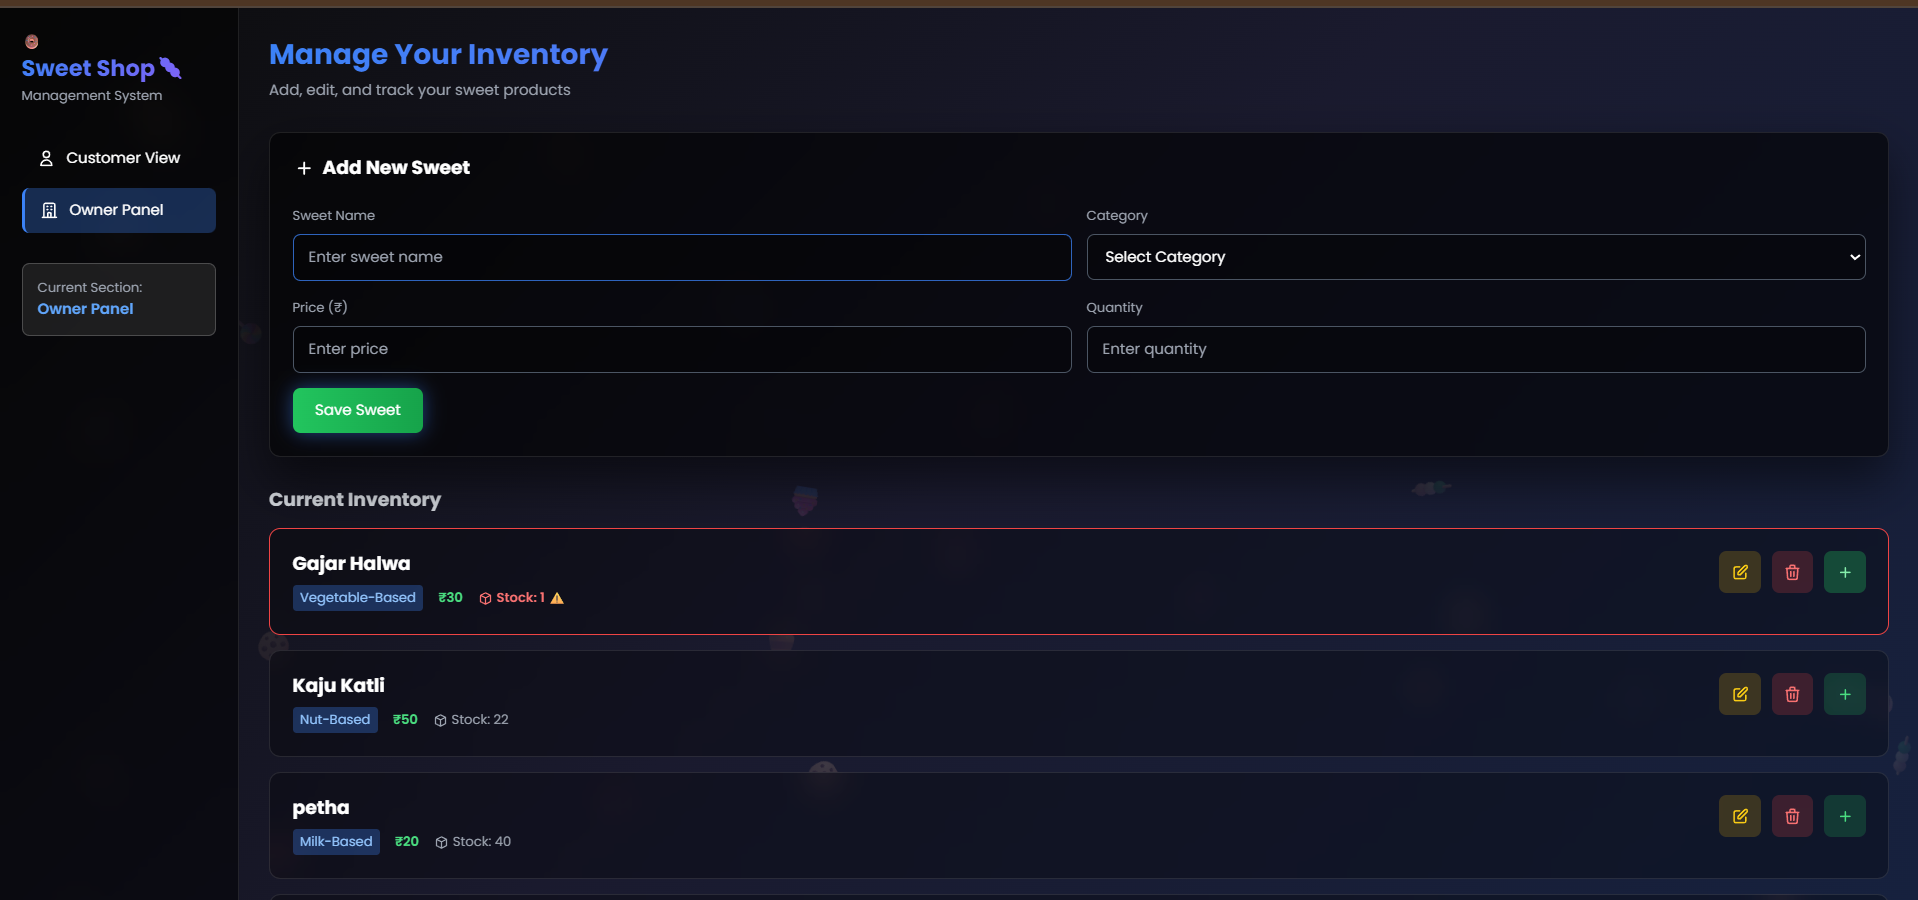 Sweet Shop
Management System
Customer View
Owner Panel
Current Section:
Owner Panel
Manage Your Inventory
Add, edit, and track your sweet products
Add New Sweet
Sweet Name
Category
Enter sweet name
Select Category
Price (₹)
Quantity
Enter price
Enter quantity
Save Sweet
Current Inventory
Gajar Halwa
Vegetable-Based ₹30 Stock: 1
Kaju Katli
Nut-Based ₹50 Stock: 22
petha
Milk-Based ₹20 Stock: 40